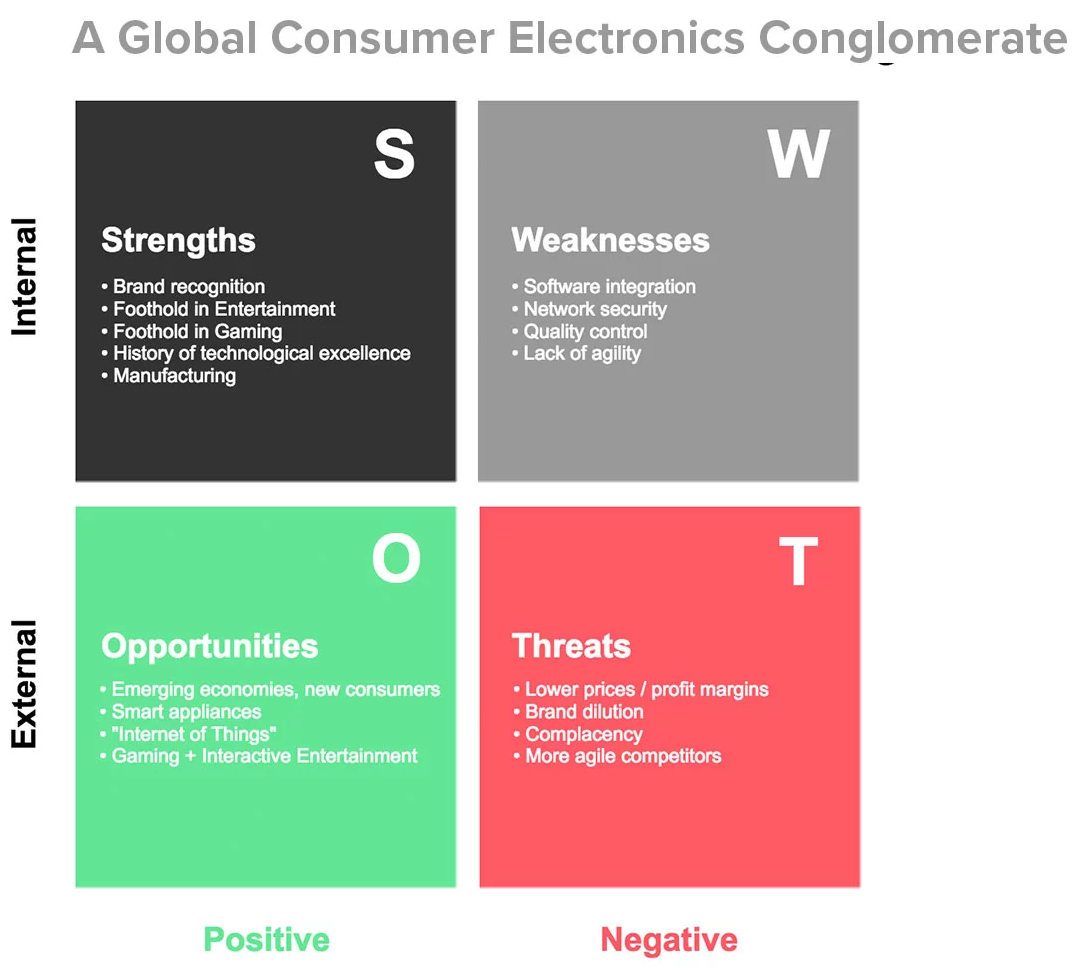 A Global Consumer Electronics Conglomerate
Internal
S
Strengths
• Brand recognition
• Foothold in Entertainment
• Foothold in Gaming
• History of technological excellence
• Manufacturing
W
Weaknesses
• Software integration
• Network security
• Quality control
• Lack of agility
External
O
Opportunities
• Emerging economies, new consumers
• Smart appliances
• "Internet of Things"
• Gaming + Interactive Entertainment
T
Threats
• Lower prices / profit margins
• Brand dilution
• Complacency
• More agile competitors
Positive
Negative